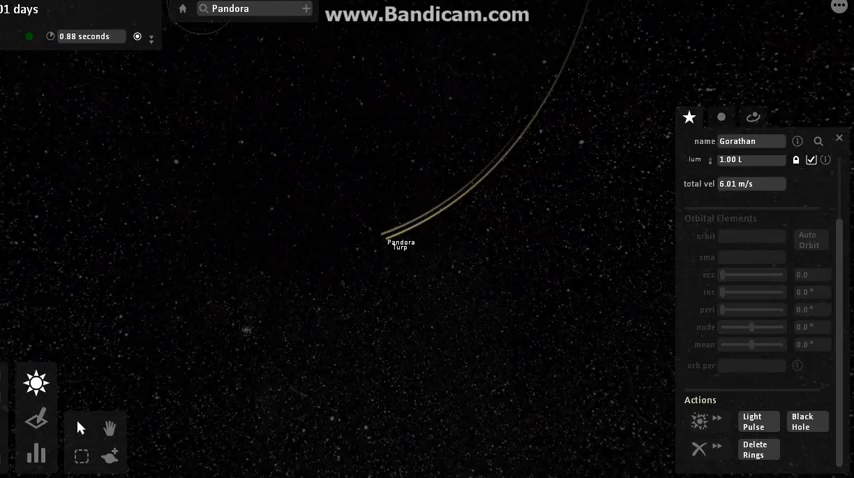 01 days
Pandora
www.Bandicam.com
0.88 seconds
name Gorathan
lum 1.00 L
total vel 6.01 m/s
Orbital Elements
orbit
Auto
Orbit
sma
ecc 0.0
inc 0.0 °
peri 0.0 °
node 0.0 °
mean 0.0 °
orb per
Pandora
Turp
Actions
Light
Pulse
Black
Hole
Delete
Rings